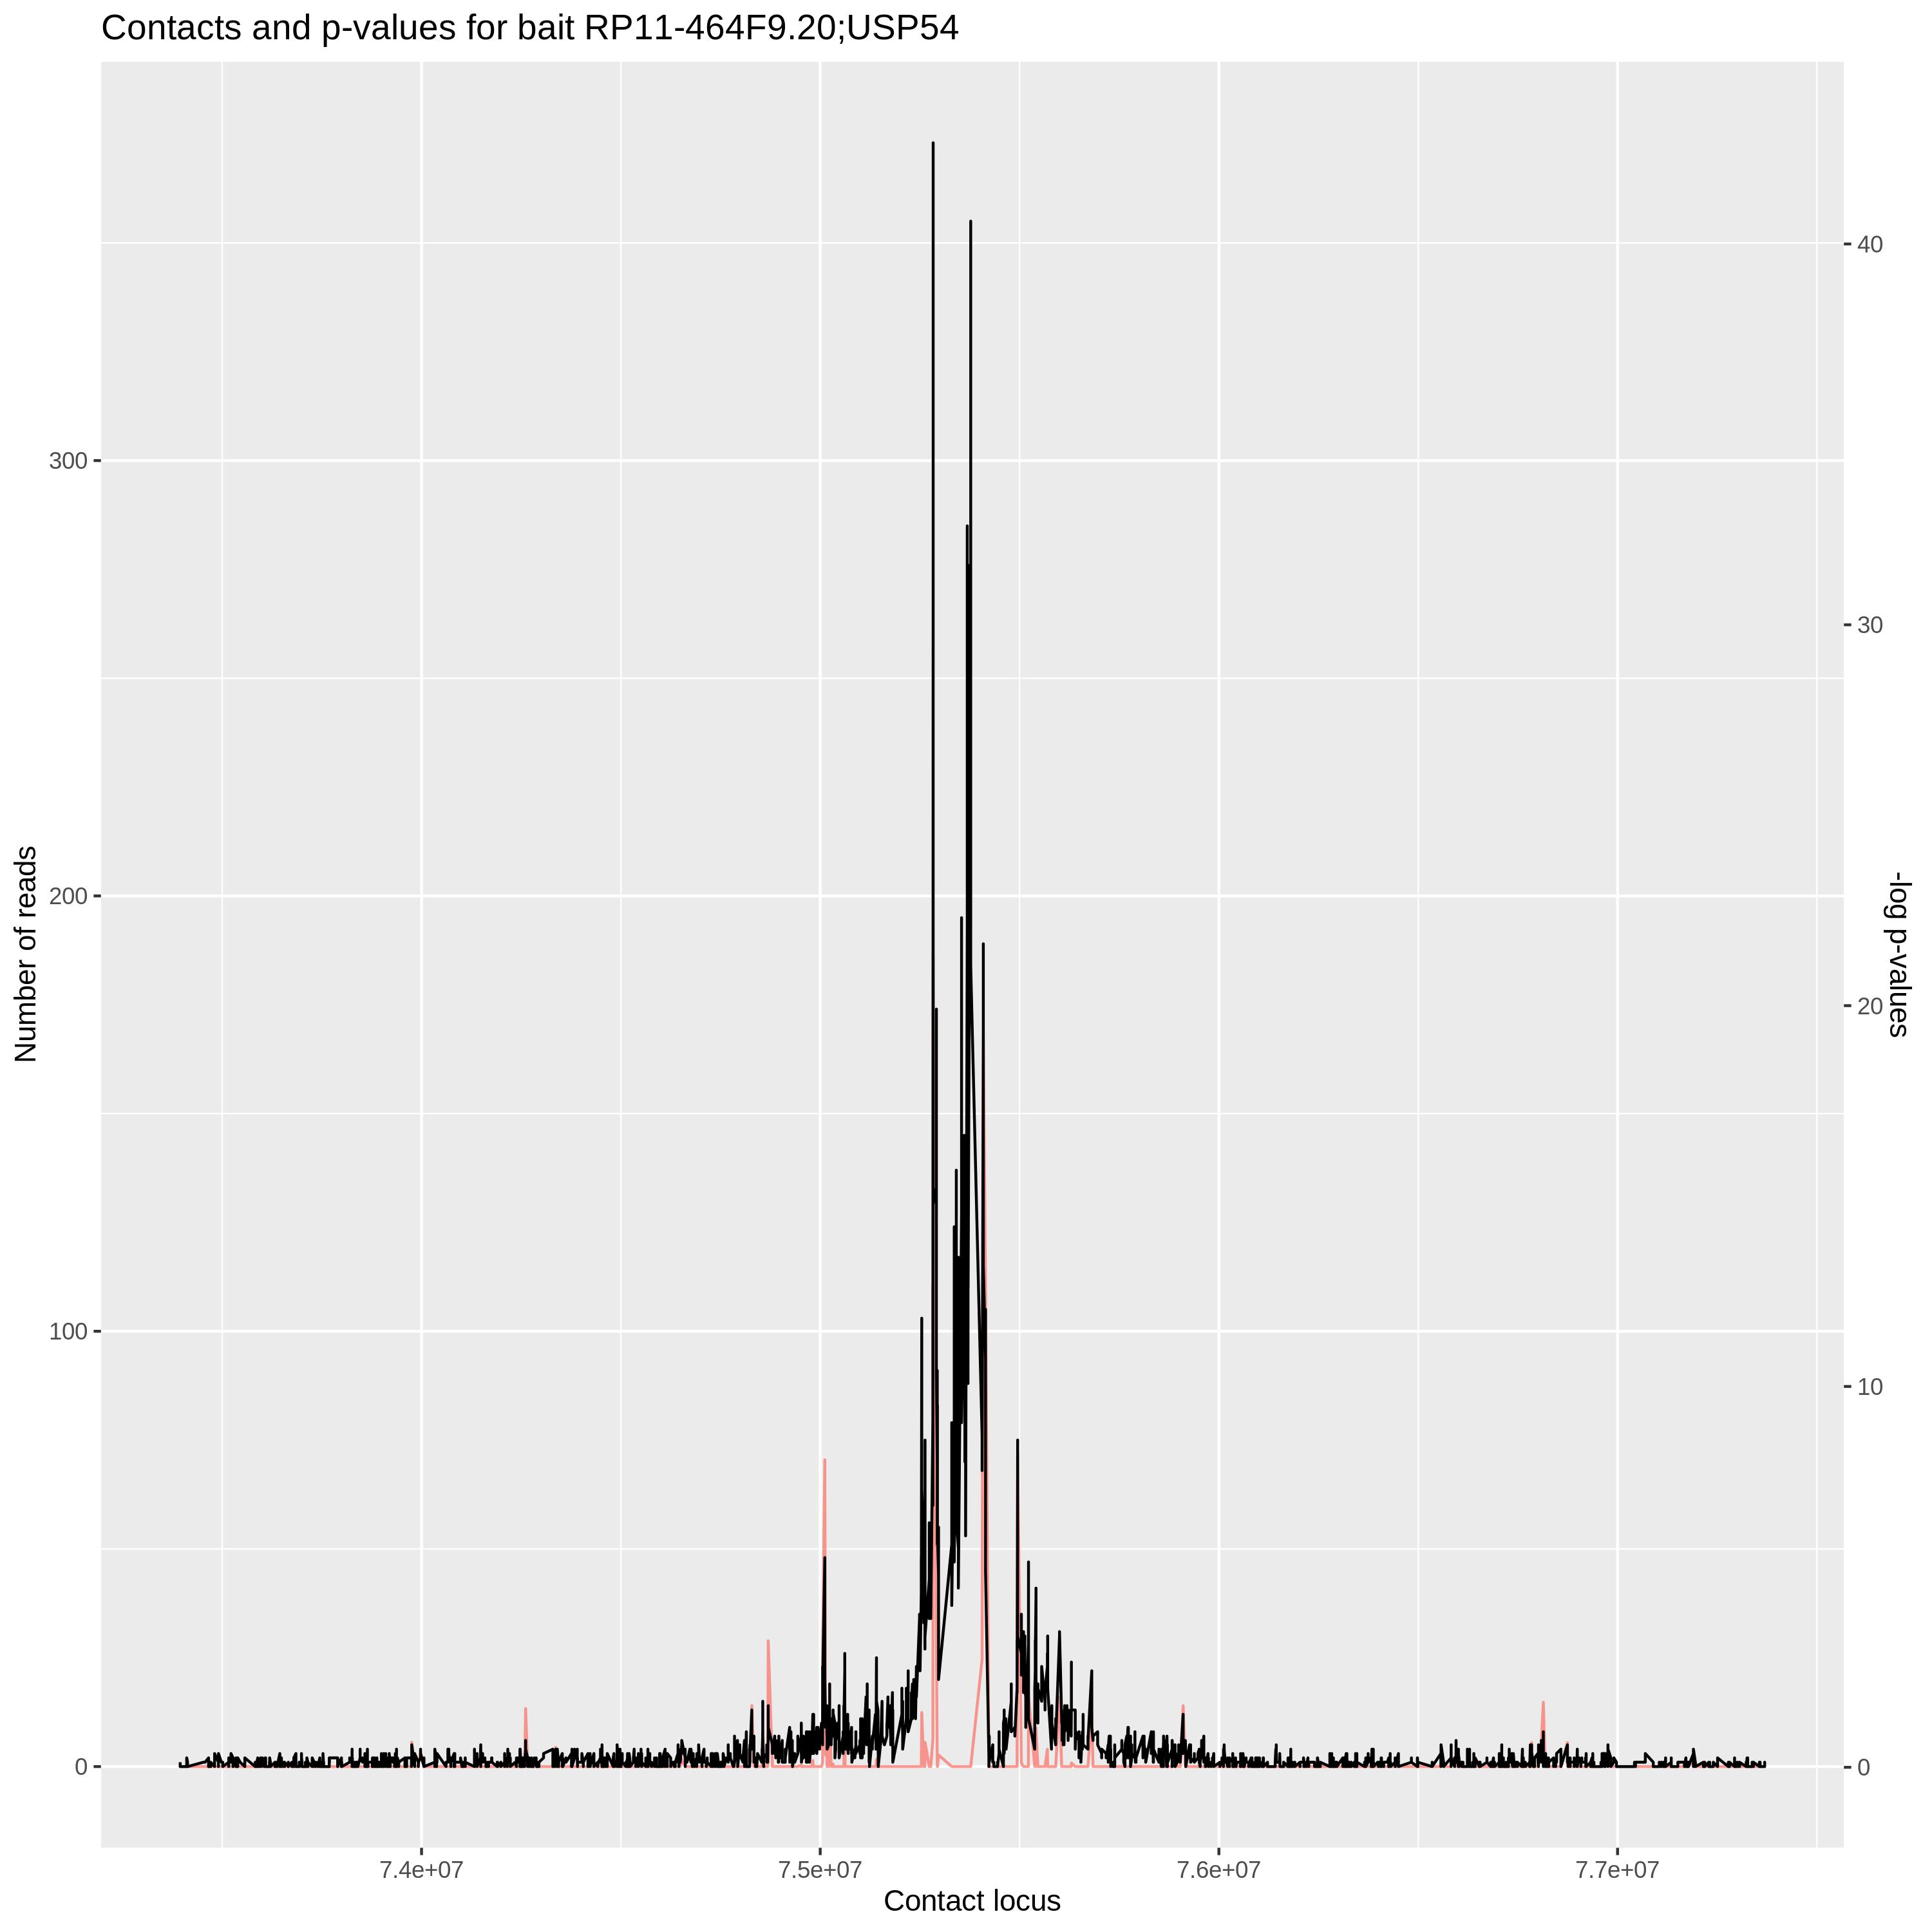 Contacts and p-values for bait RP11-464F9.20;USP54
Number of reads
300
200
100
0
40
30
20
10
0
-log p-values
7.4e+07
7.5e+07
7.6e+07
7.7e+07
Contact locus